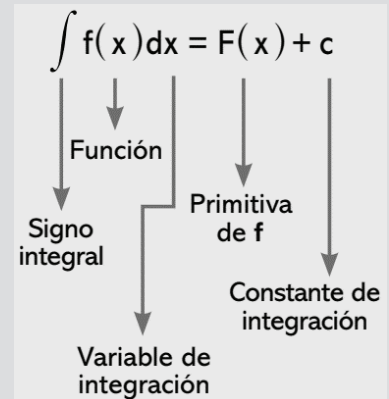 ∫ f(x)dx = F(x) + c
Función
Primitiva
de f
Signo
integral
Constante de
integración
Variable de
integración